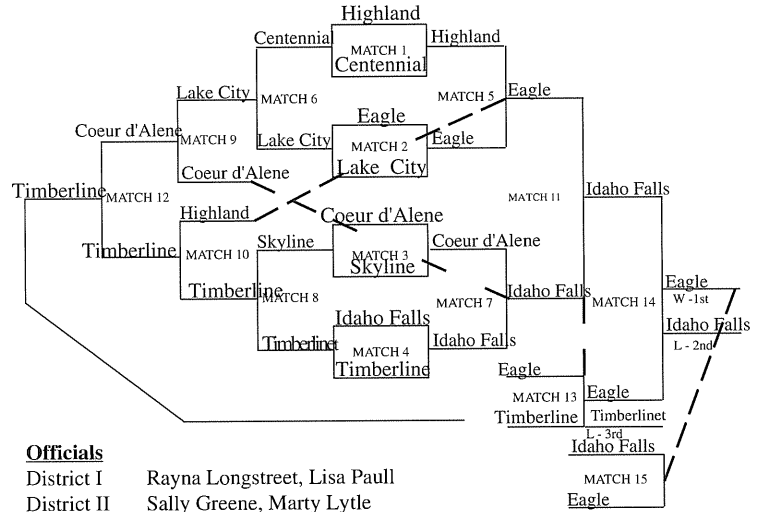 Highland
Centennial
MATCH 1
Highland
Centennial
Lake City
MATCH 6
MATCH 5
Eagle
Eagle
Coeur d'Alene
MATCH 9
Lake City
MATCH 2
Eagle
Lake City
Coeur d'Alene
Timberline
MATCH 12
MATCH 11
Idaho Falls
Highland
Coeur d'Alene
Timberline
MATCH 10
Skyline
MATCH 3
Coeur d'Alene
Skyline
Timberline
MATCH 8
MATCH 7
Idaho Falls
MATCH 14
Eagle
W -1st
Idaho Falls
Timberlinet
MATCH 4
Idaho Falls
Idaho Falls
L - 2nd
Timberline
Eagle
MATCH 13
Eagle
Timberline
Timberlinet
L - 3rd
Idaho Falls
Officials
District I Rayna Longstreet, Lisa Paull
MATCH 15
District II Sally Greene, Marty Lytle
Eagle